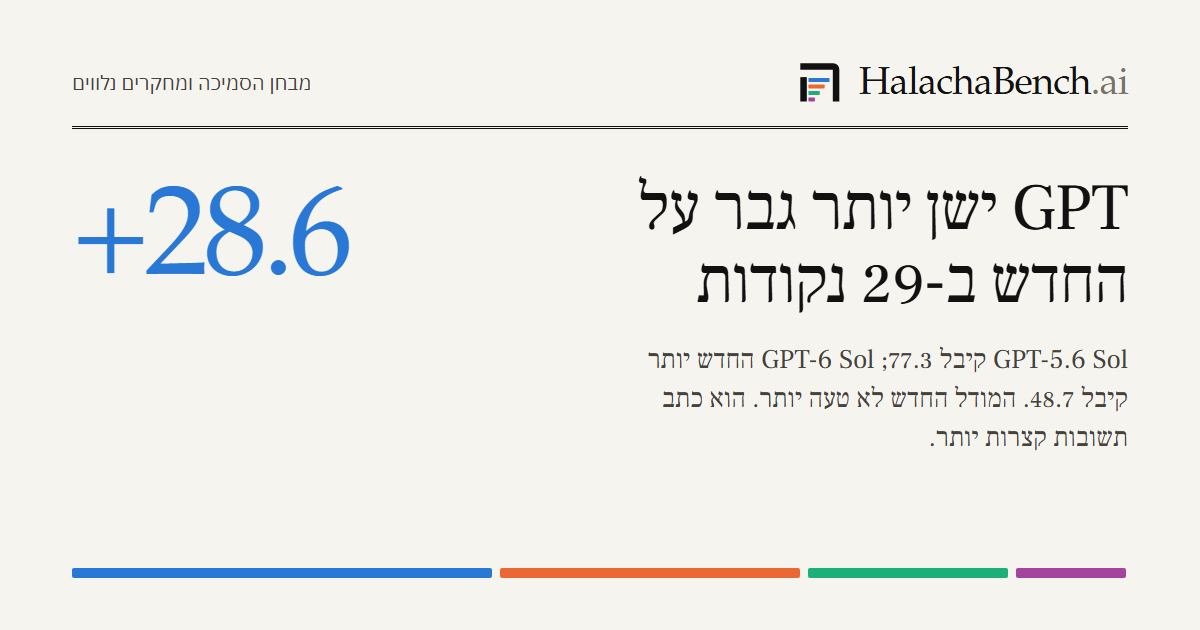 HalachaBench.ai
מבחן הסמיכה ומחקרים נלווים
GPT ישן יותר גבר על
החדש ב-29 נקודות
+28.6
GPT-5.6 Sol קיבל 77.3; GPT-6 Sol החדש יותר
קיבל 48.7. המודל החדש לא טעה יותר. הוא כתב
תשובות קצרות יותר.